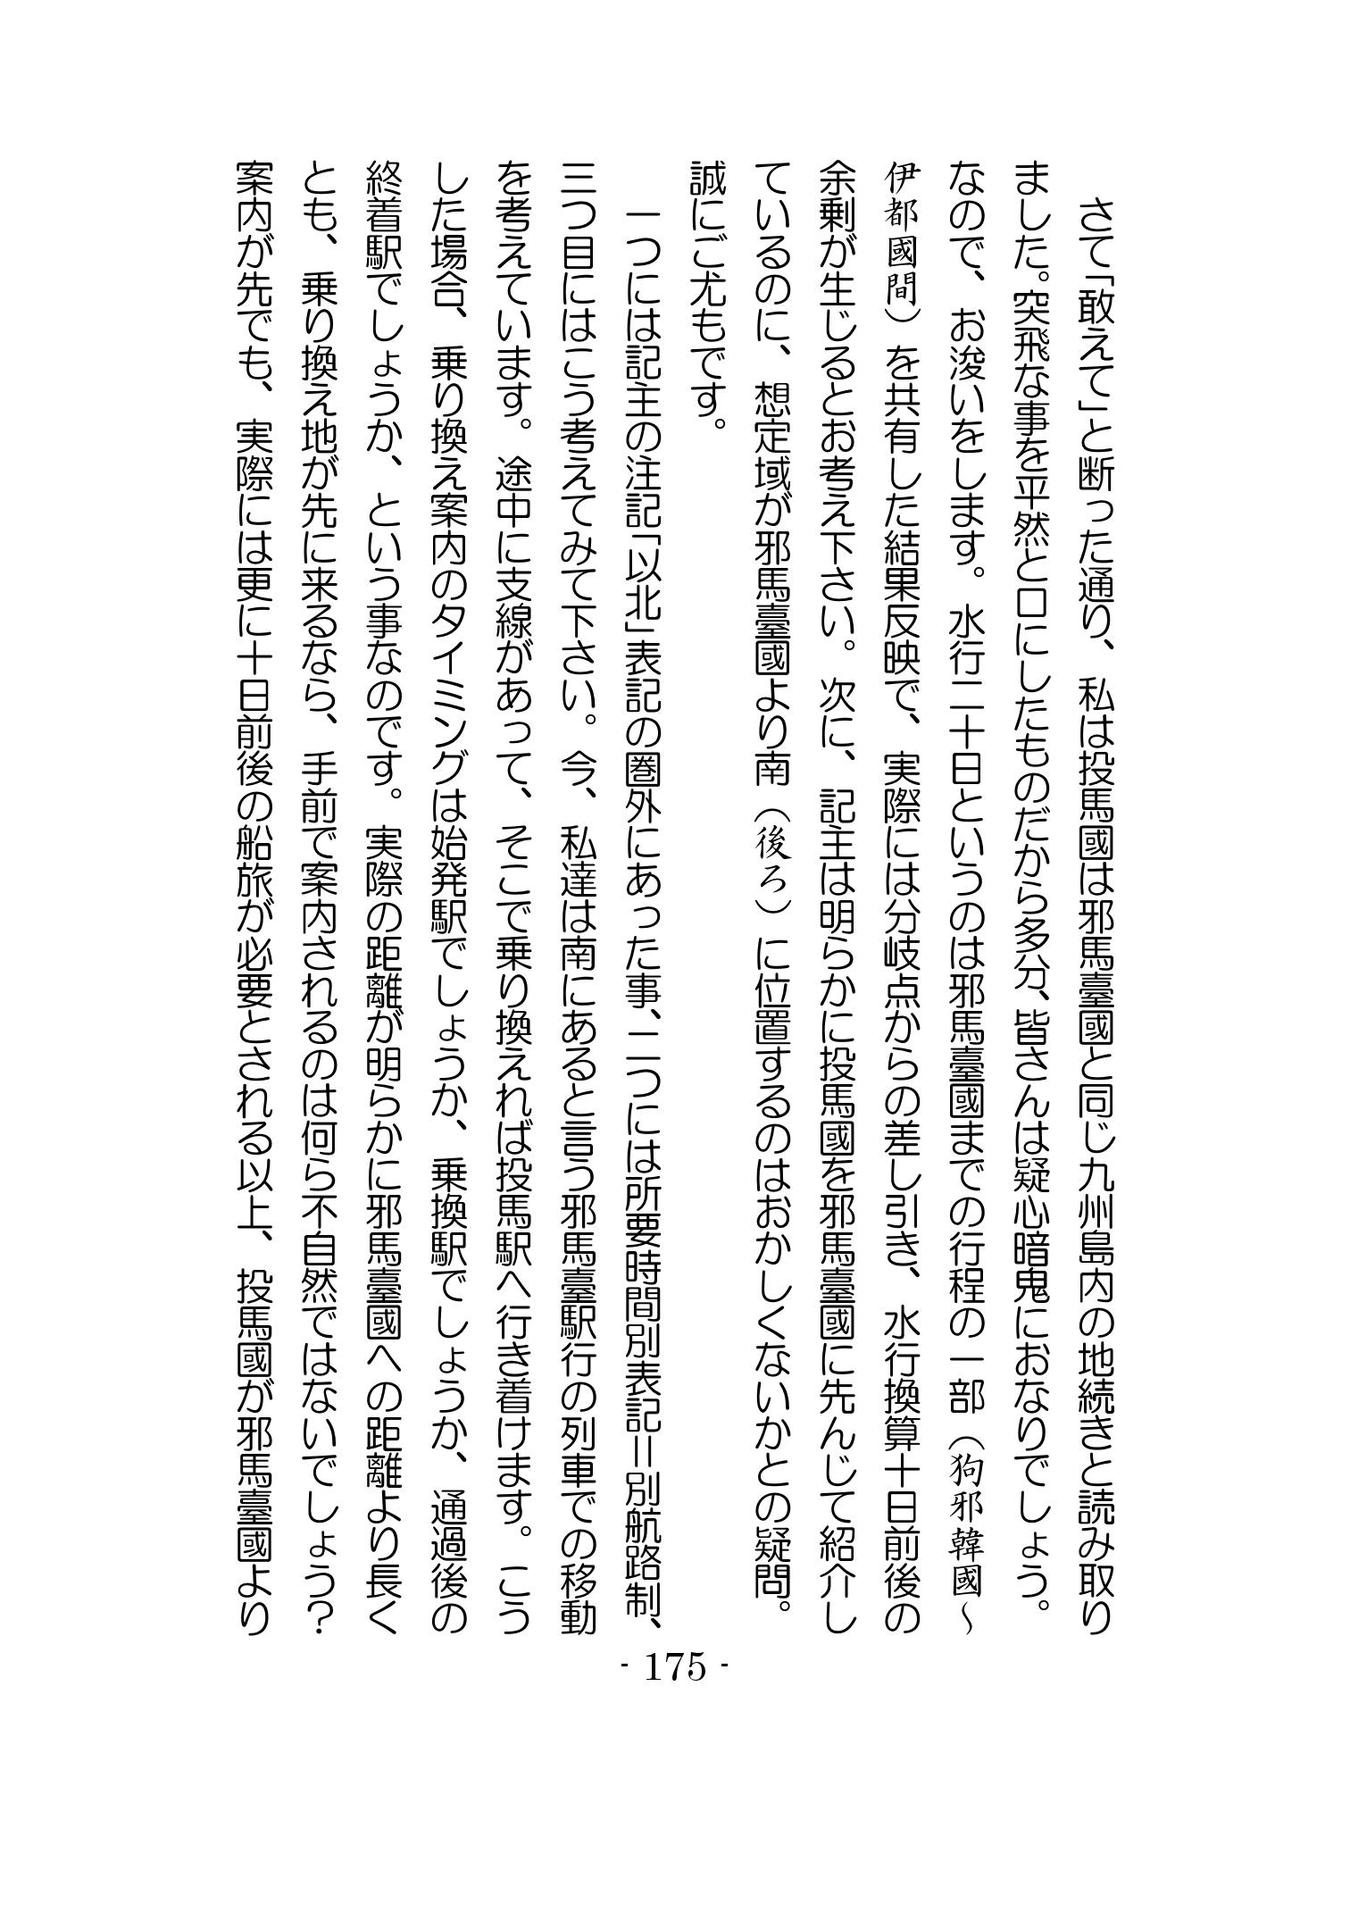 さて「敢えて」と断った通り、私は投馬國は邪馬臺國と同じ九州島内の地続きと読み取り
ました。突飛な事を平然と口にしたものだから多分、皆さんは疑心暗鬼におなりでしょう。
なので、お浚いをします。水行二十日というのは邪馬臺國までの行程の一部（狗邪韓國～
伊都國間）を共有した結果反映で、実際には分岐点からの差し引き、水行換算十日前後の
余剰が生じるとお考え下さい。次に、記主は明らかに投馬國を邪馬臺國に先んじて紹介し
ているのに、想定域が邪馬臺國より南（後ろ）に位置するのはおかしくないかとの疑問。
誠にご尤もです。
一つには記主の注記「以北」表記の圏外にあった事、二つには所要時間別表記＝別航路制、
三つ目にはこう考えてみて下さい。今、私達は南にあると言う邪馬臺駅行の列車での移動
を考えています。途中に支線があって、そこで乗り換えれば投馬駅へ行き着けます。こう
した場合、乗り換え案内のタイミングは始発駅でしょうか、乗換駅でしょうか、通過後の
終着駅でしょうか、という事なのです。実際の距離が明らかに邪馬臺國への距離より長く
とも、乗り換え地が先に来るなら、手前で案内されるのは何ら不自然ではないでしょう？
案内が先でも、実際には更に十日前後の船旅が必要とされる以上、投馬國が邪馬臺國より
- 175 -